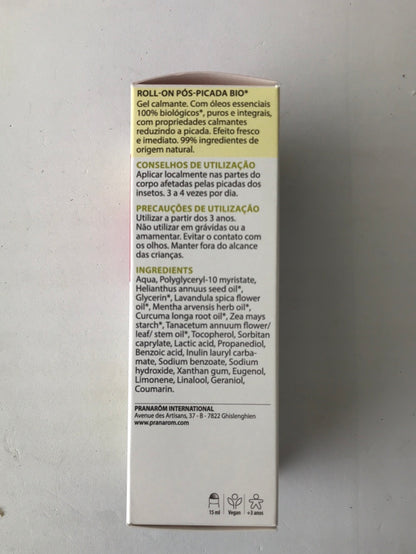 ROLL-ON PÓS-PICADA BIO*
Gel calmante. Com óleos essenciais
100% biológicos*, puros e integrais,
com propriedades calmantes
reduzindo a picada. Efeito fresco
e imediato. 99% ingredientes de
origem natural.
CONSELHOS DE UTILIZAÇÃO
Aplicar localmente nas partes do
corpo afetadas pelas picadas dos
insetos. 3 a 4 vezes por dia.
PRECAUÇÕES DE UTILIZAÇÃO
Utilizar a partir dos 3 anos.
Não utilizar em grávidas ou a
amamentar. Evitar o contato com
os olhos. Manter fora do alcance
das crianças.
INGREDIENTS
Aqua, Polyglyceryl-10 myristate,
Helianthus annuus seed oil*,
Glycerin*, Lavandula spica flower
oil*, Mentha arvensis herb oil*,
Curcuma longa root oil*, Zea mays
starch*, Tanacetum annuum flower/
leaf/ stem oil*, Tocopherol, Sorbitan
caprylate, Lactic acid, Propanediol,
Benzoic acid, Inulin lauryl carba-
mate, Sodium benzoate, Sodium
hydroxide, Xanthan gum, Eugenol,
Limonene, Linalool, Geraniol,
Coumarin.
PRANARŌM INTERNATIONAL
Avenue des Artisans, 37 - B - 7822 Ghislenghien
www.pranarom.com
15 ml Vegan +3 anos